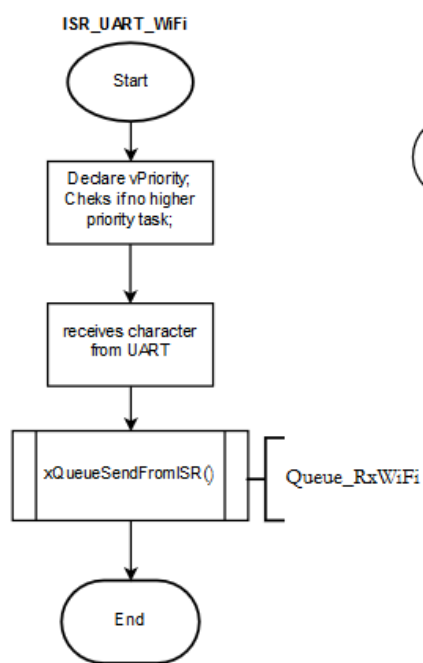 ISR_UART_WiFi
Start
Declare vPriority;
Cheks if no higher
priority task;
receives character
from UART
xQueueSendFromISR()
Queue_RxWiFi
End